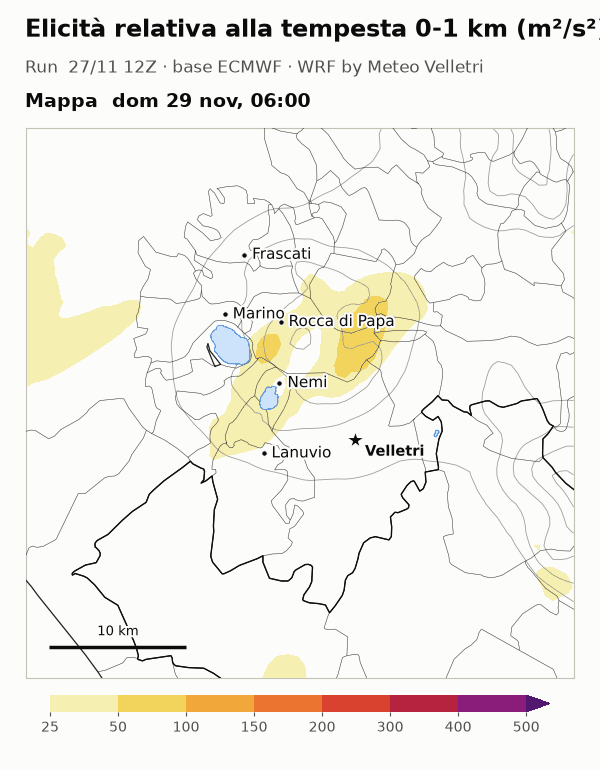 Elicità relativa alla tempesta 0-1 km (m²/s²)
Run 27/11 12Z · base ECMWF · WRF by Meteo Velletri
Mappa dom 29 nov, 06:00
Frascati
Marino
Rocca di Papa
Nemi
Velletri
Lanuvio
10 km
25 50 100 150 200 300 400 500